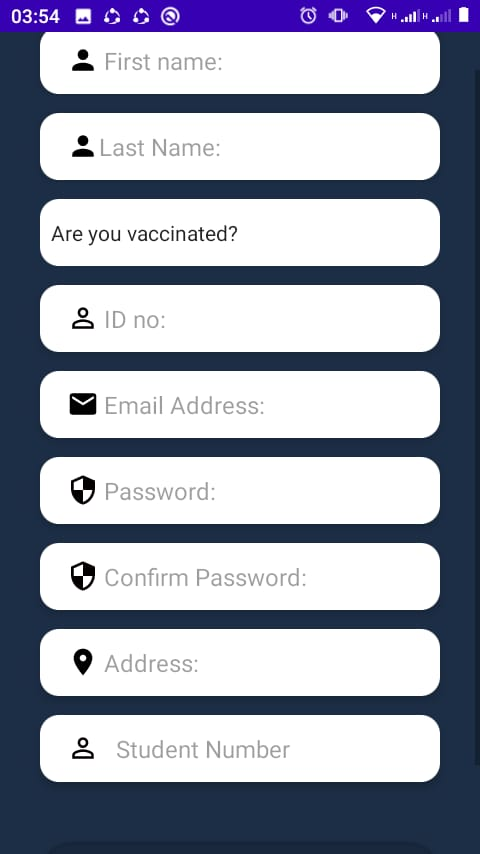 03:54 H H
First name:
Last Name:
Are you vaccinated?
ID no:
Email Address:
Password:
Confirm Password:
Address:
Student Number